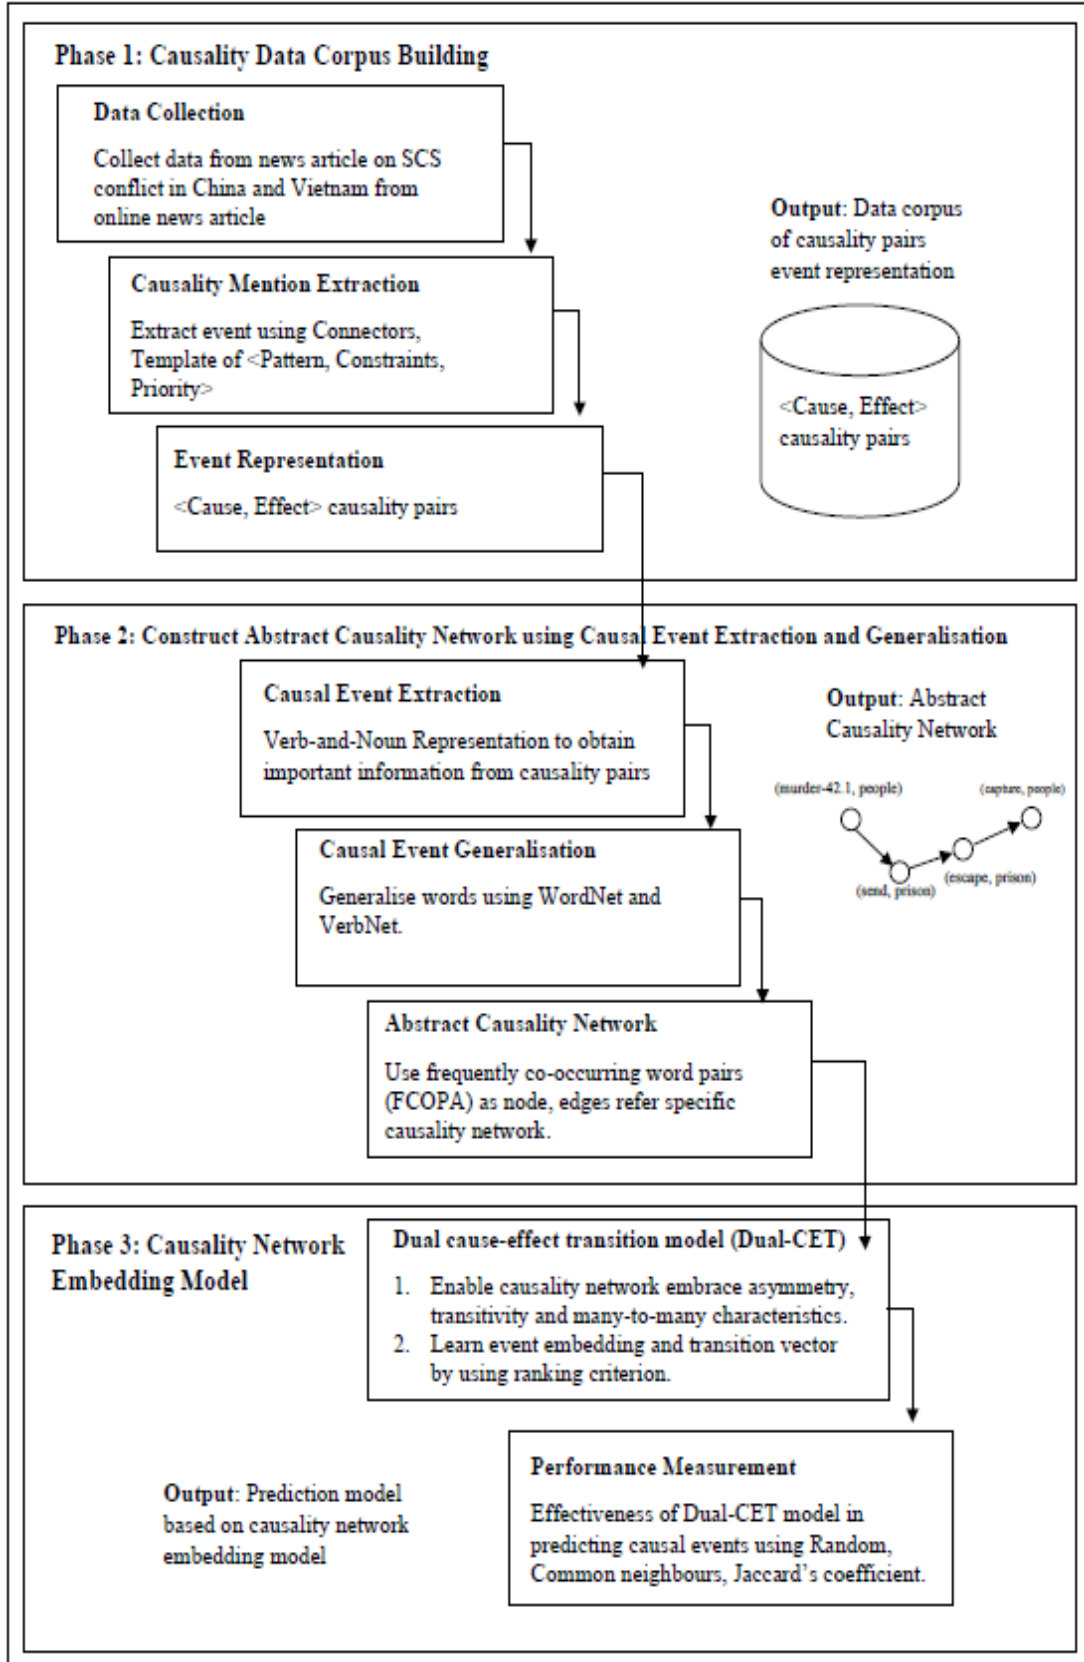 Phase 1: Causality Data Corpus Building
Data Collection
Collect data from news article on SCS
conflict in China and Vietnam from
online news article
Causality Mention Extraction
Extract event using Connectors,
Template of <Pattern, Constraints,
Priority>
Event Representation
<Cause, Effect> causality pairs
Output: Data corpus
of causality pairs
event representation
<Cause, Effect>
causality pairs
Phase 2: Construct Abstract Causality Network using Causal Event Extraction and Generalisation
Causal Event Extraction
Verb-and-Noun Representation to obtain
important information from causality pairs
Causal Event Generalisation
Generalise words using WordNet and
VerbNet.
Abstract Causality Network
Use frequently co-occurring word pairs
(FCOPA) as node, edges refer specific
causality network.
Output: Abstract
Causality Network
(murder-42.1, people)
(capture, people)
(send, prison)
(escape, prison)
Phase 3: Causality Network
Embedding Model
Dual cause-effect transition model (Dual-CET)
1. Enable causality network embrace asymmetry,
transitivity and many-to-many characteristics.
2. Learn event embedding and transition vector
by using ranking criterion.
Performance Measurement
Effectiveness of Dual-CET model in
predicting causal events using Random,
Common neighbours, Jaccard's coefficient.
Output: Prediction model
based on causality network
embedding model